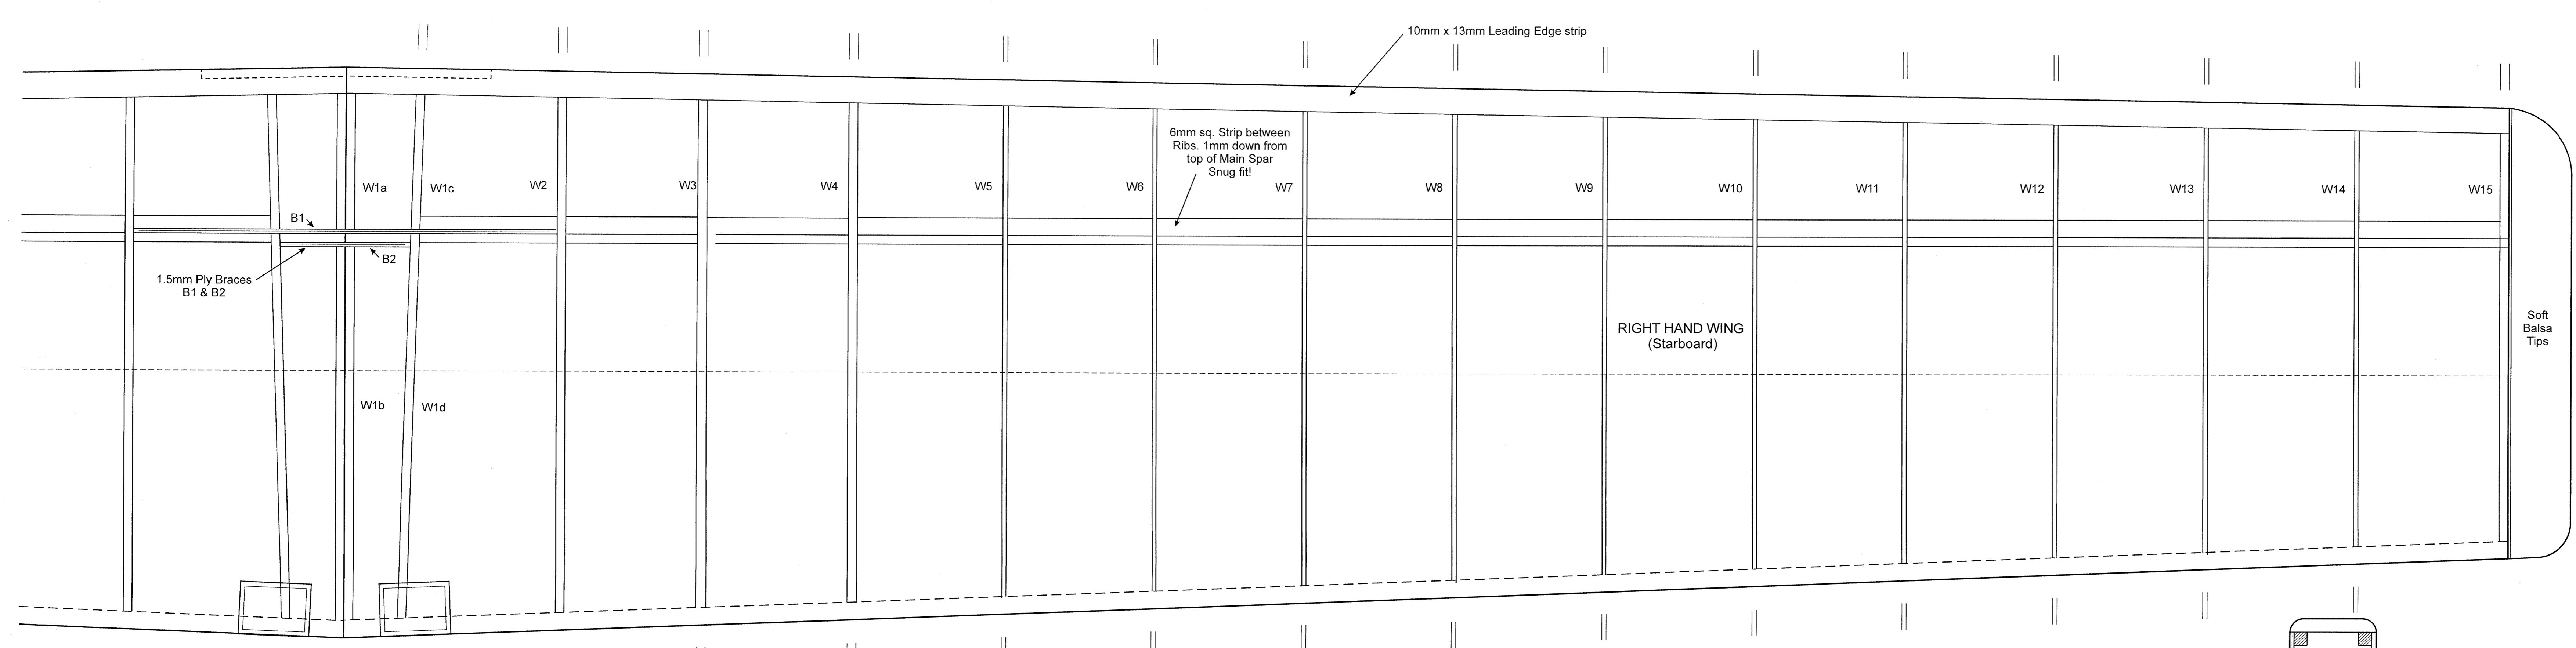 10mm x 13mm Leading Edge strip
6mm sq. Strip between
Ribs. 1mm down from
top of Main Spar
Snug fit!
W1a
W1c
W2
W3
W4
W5
W6
W7
W8
W9
W10
W11
W12
W13
W14
W15
B1
B2
1.5mm Ply Braces
B1 & B2
RIGHT HAND WING
(Starboard)
Soft
Balsa
Tips
W1b
W1d